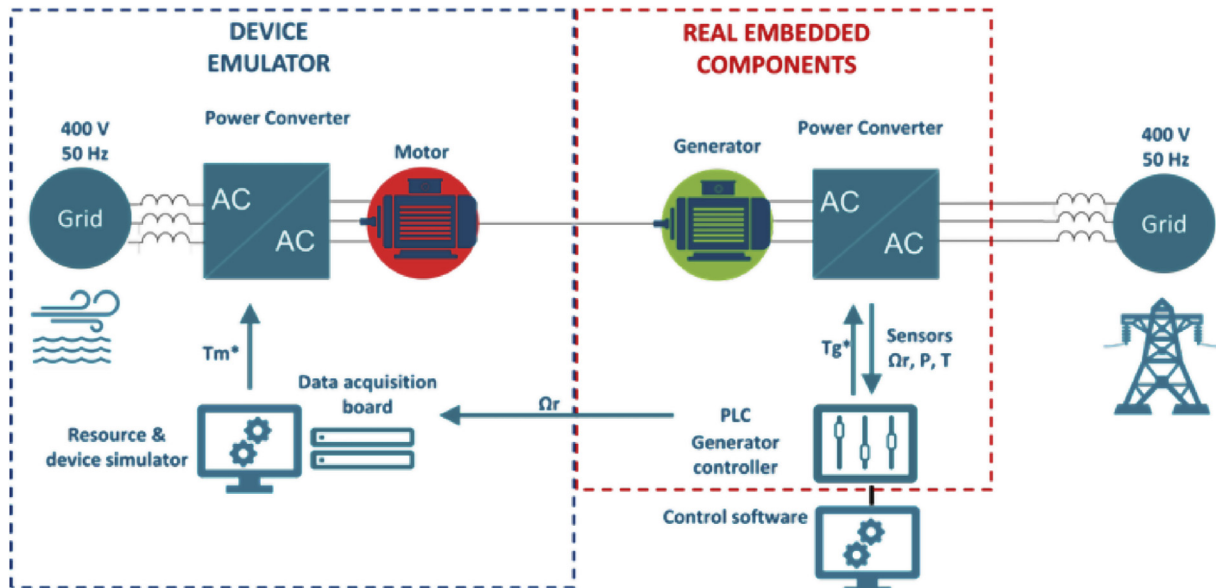 DEVICE
EMULATOR
REAL EMBEDDED
COMPONENTS
400 V
50 Hz
Power Converter
Motor
Generator
Power Converter
400 V
50 Hz
Grid
AC
AC
AC
AC
Grid
Tm*
Tg*
Sensors
Ωr, P, T
Data acquisition
board
Ωr
Resource &
device simulator
PLC
Generator
controller
Control software